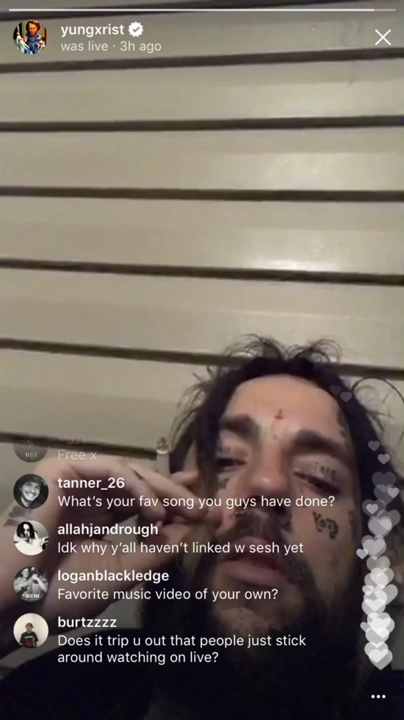 yungxrist
was live · 3h ago
Free x
tanner_26
What's your fav song you guys have done?
allahjandrough
Idk why y'all haven't linked w sesh yet
loganblackledge
Favorite music video of your own?
burtzzzz
Does it trip u out that people just stick
around watching on live?